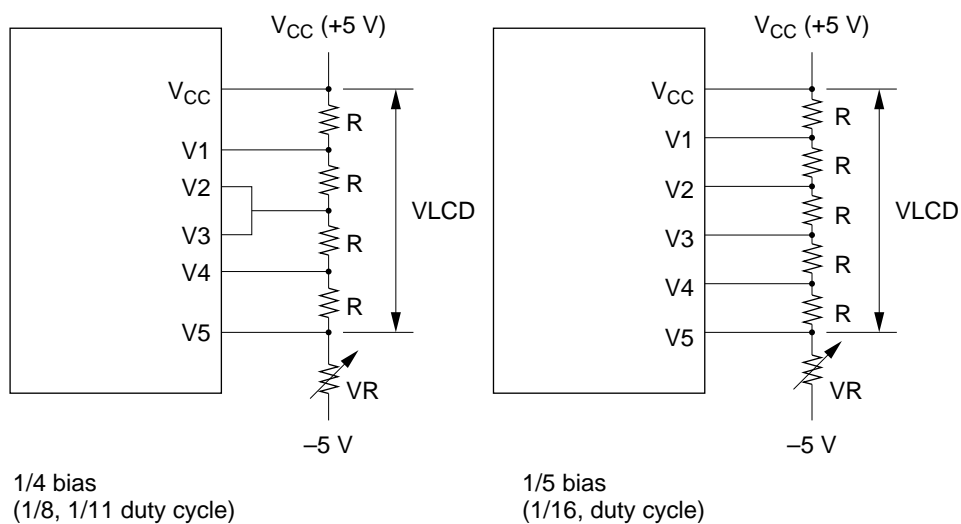 VCC (+5 V)
VCC
R
V1
R
V2
VLCD
V3
R
V4
R
V5
VR
–5 V
1/4 bias
(1/8, 1/11 duty cycle)
VCC (+5 V)
VCC
R
V1
R
V2
R
VLCD
V3
R
V4
R
V5
VR
–5 V
1/5 bias
(1/16, duty cycle)